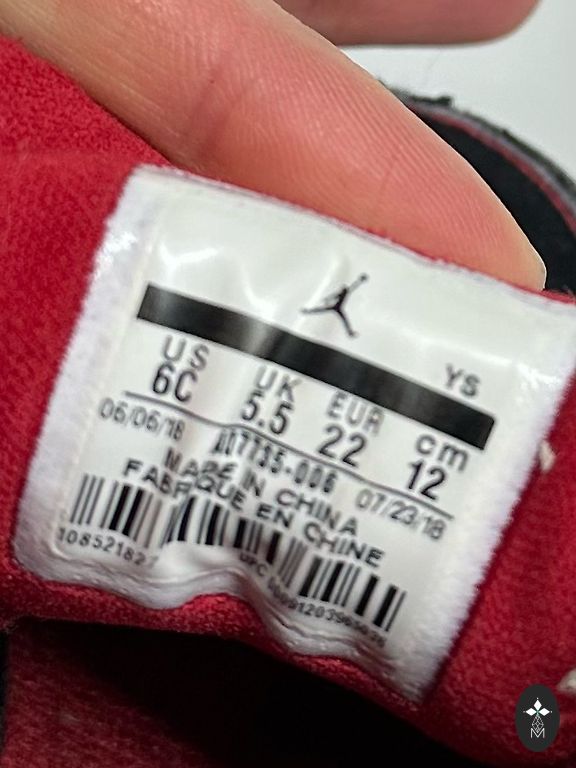 YS
US UK EUR cm
6C 5.5 22 12
06/06/18 07/23/18
MADE IN CHINA
FABRIQUE EN CHINE
UPC
M